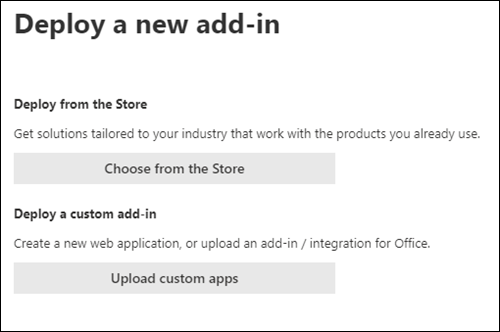 Deploy a new add-in
Deploy from the Store
Get solutions tailored to your industry that work with the products you already use.
Choose from the Store
Deploy a custom add-in
Create a new web application, or upload an add-in / integration for Office.
Upload custom apps